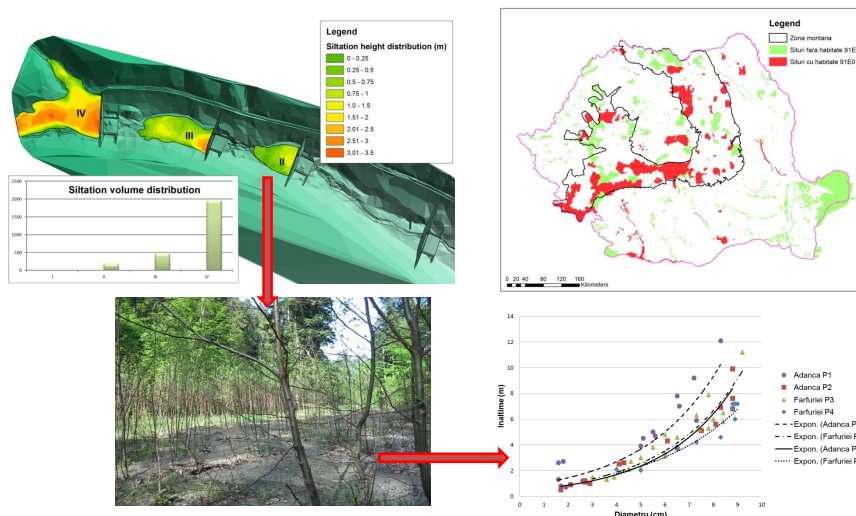 Legend
Siltation height distribution (m)
0 - 0.25
0.25 - 0.5
0.5 - 0.75
0.75 - 1
1.0 - 1.5
1.51 - 2
2.01 - 2.5
2.51 - 3
3.01 - 3.5
IV
III
II
Siltation volume distribution
2500
2000
1500
1000
500
0
I
II
III
IV
Legend
Zona montana
Situri fara habitate 91E
Situri cu habitate 91E0
0 20 40 80 120 160
Kilometers
Inaltime (m)
14
12
10
8
6
4
2
0
0 1 2 3 4 5 6 7 8 9 10
Diametru (cm)
Adanca P1
Adanca P2
Farfuriei P3
Farfuriei P4
Expon. (Adanca P
Expon. (Farfuriei P
Expon. (Adanca P
Expon. (Farfuriei P